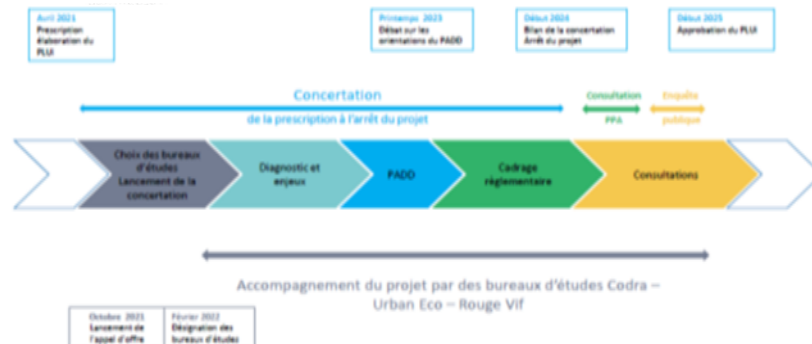 Avril 2021
Prescription
élaboration du
PLUI
Printemps 2023
Débat sur les
orientations du PADD
Début 2024
Bilan de la concertation
Arrêt du projet
Début 2025
Approbation du PLUI
Concertation
de la prescription à l'arrêt du projet
Consultation
PPA
Enquête
publique
Choix des bureaux
d'études
Lancement de la
concertation
Diagnostic et
enjeux
PADD
Cadrage
règlementaire
Consultations
Accompagnement du projet par des bureaux d'études Codra –
Urban Eco – Rouge Vif
Octobre 2021
Lancement de
l'appel d'offre
Février 2022
Désignation des
bureaux d'études